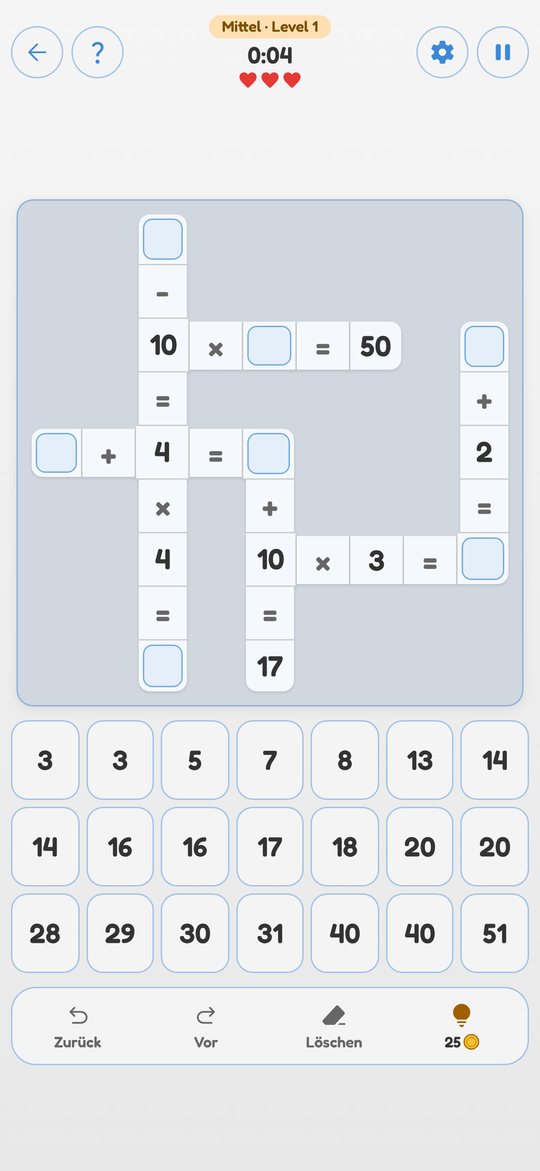 Mittel · Level 1
?
0:04
-
10 × = 50
= +
+ 4 = 2
× + =
4 10 × 3 =
= =
17
3 3 5 7 8 13 14
14 16 16 17 18 20 20
28 29 30 31 40 40 51
Zurück Vor Löschen 25